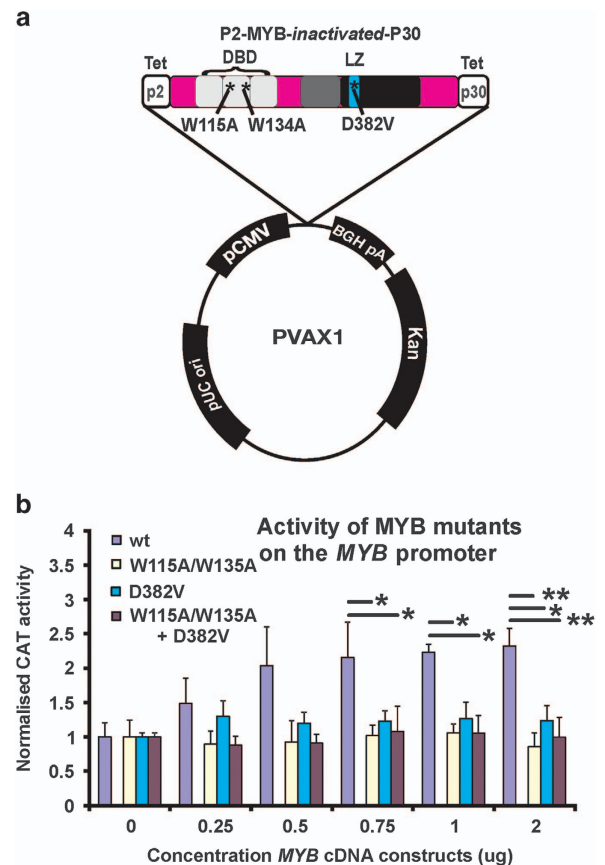 a
P2-MYB-inactivated-P30
Tet DBD LZ Tet
p2 * * * p30
W115A W134A D382V
pCMV BGH pA
PVAX1
pUC ori Kan
b
Activity of MYB mutants
on the MYB promoter
Normalised CAT activity
4
3.5
3
2.5
2
1.5
1
0.5
0
wt
W115A/W135A
D382V
W115A/W135A
+ D382V
* *
* *
** * **
0 0.25 0.5 0.75 1 2
Concentration MYB cDNA constructs (ug)